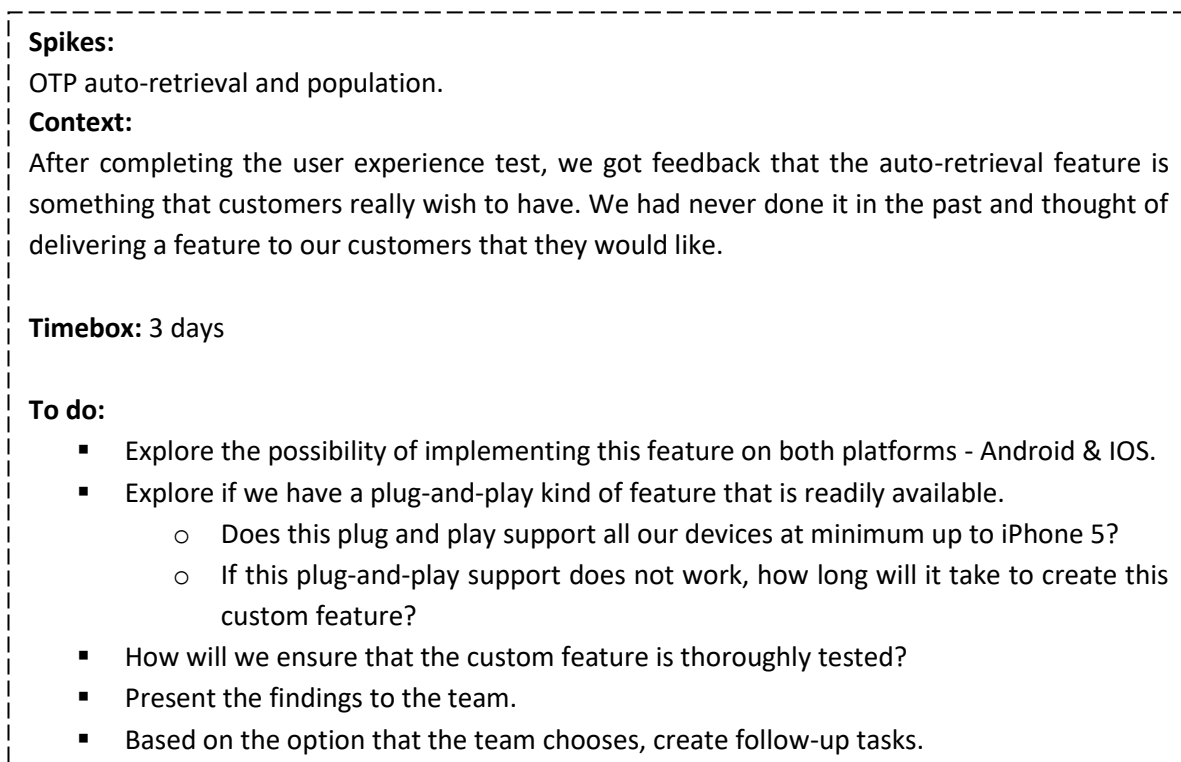 Spikes:
OTP auto-retrieval and population.
Context:
After completing the user experience test, we got feedback that the auto-retrieval feature is
something that customers really wish to have. We had never done it in the past and thought of
delivering a feature to our customers that they would like.
Timebox: 3 days
To do:
▪ Explore the possibility of implementing this feature on both platforms - Android & IOS.
▪ Explore if we have a plug-and-play kind of feature that is readily available.
o Does this plug and play support all our devices at minimum up to iPhone 5?
o If this plug-and-play support does not work, how long will it take to create this
custom feature?
▪ How will we ensure that the custom feature is thoroughly tested?
▪ Present the findings to the team.
▪ Based on the option that the team chooses, create follow-up tasks.